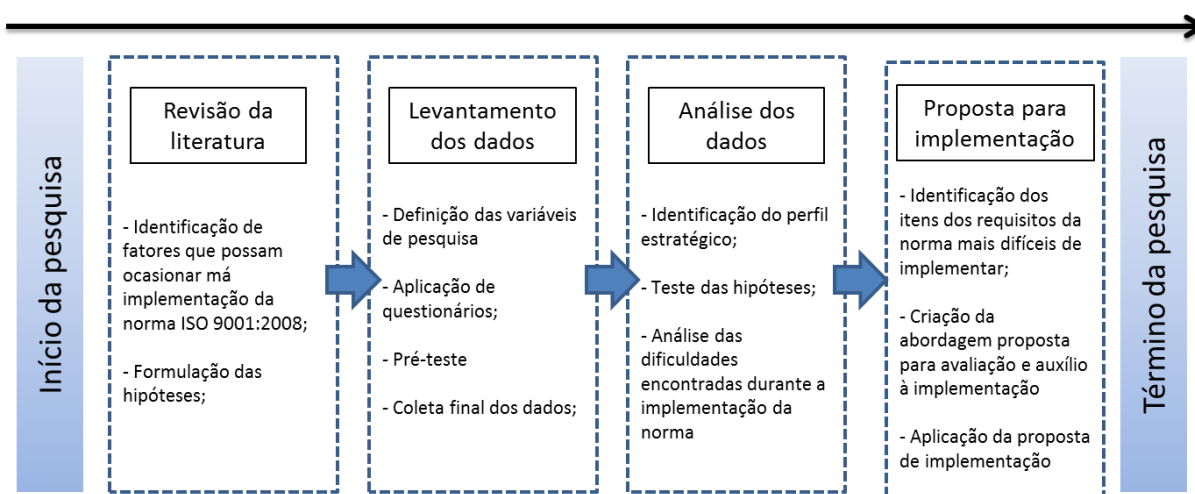 Início da pesquisa
Revisão da
literatura
- Identificação de
fatores que possam
ocasionar má
implementação da
norma ISO 9001:2008;
- Formulação das
hipóteses;
Levantamento
dos dados
- Definição das variáveis
de pesquisa
- Aplicação de
questionários;
- Pré-teste
- Coleta final dos dados;
Análise dos
dados
- Identificação do perfil
estratégico;
- Teste das hipóteses;
- Análise das
dificuldades
encontradas durante a
implementação da
norma
Proposta para
implementação
- Identificação dos
itens dos requisitos da
norma mais difíceis de
implementar;
- Criação da
abordagem proposta
para avaliação e auxílio
à implementação
- Aplicação da proposta
de implementação
Término da pesquisa